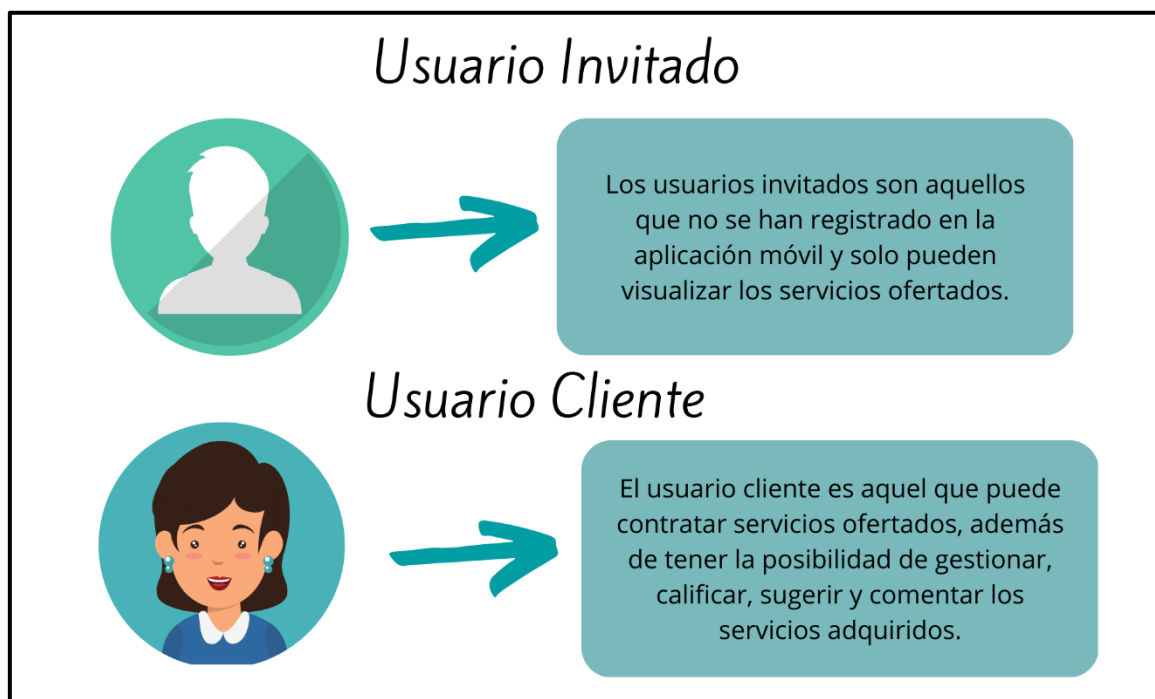 Usuario Invitado
Los usuarios invitados son aquellos
que no se han registrado en la
aplicación móvil y solo pueden
visualizar los servicios ofertados.
Usuario Cliente
El usuario cliente es aquel que puede
contratar servicios ofertados, además
de tener la posibilidad de gestionar,
calificar, sugerir y comentar los
servicios adquiridos.